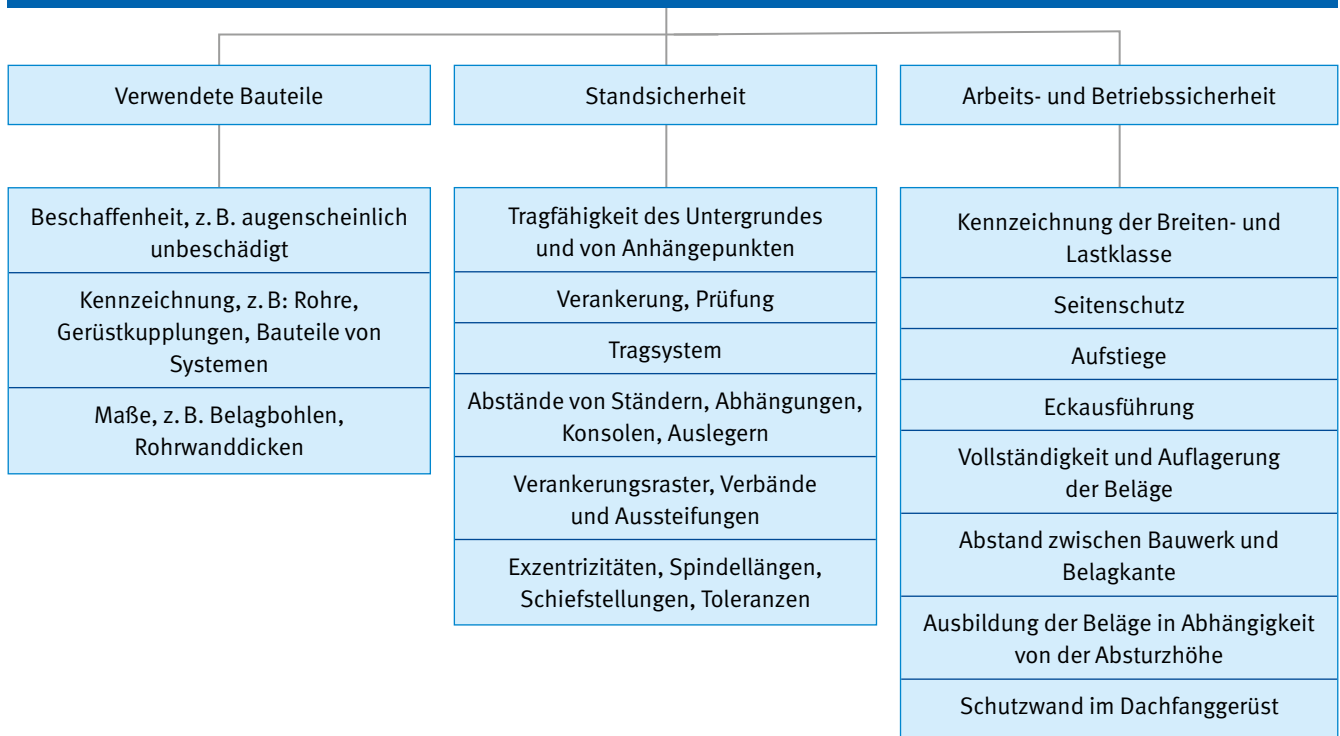 Verwendete Bauteile
Beschaffenheit, z. B. augenscheinlich
unbeschädigt
Kennzeichnung, z. B: Rohre,
Gerüstkupplungen, Bauteile von
Systemen
Maße, z. B. Belagbohlen,
Rohrwanddicken
Standsicherheit
Tragfähigkeit des Untergrundes
und von Anhängepunkten
Verankerung, Prüfung
Tragsystem
Abstände von Ständern, Abhängungen,
Konsolen, Auslegern
Verankerungsraster, Verbände
und Aussteifungen
Exzentrizitäten, Spindellängen,
Schiefstellungen, Toleranzen
Arbeits- und Betriebssicherheit
Kennzeichnung der Breiten- und
Lastklasse
Seitenschutz
Aufstiege
Eckausführung
Vollständigkeit und Auflagerung
der Beläge
Abstand zwischen Bauwerk und
Belagkante
Ausbildung der Beläge in Abhängigkeit
von der Absturzhöhe
Schutzwand im Dachfanggerüst